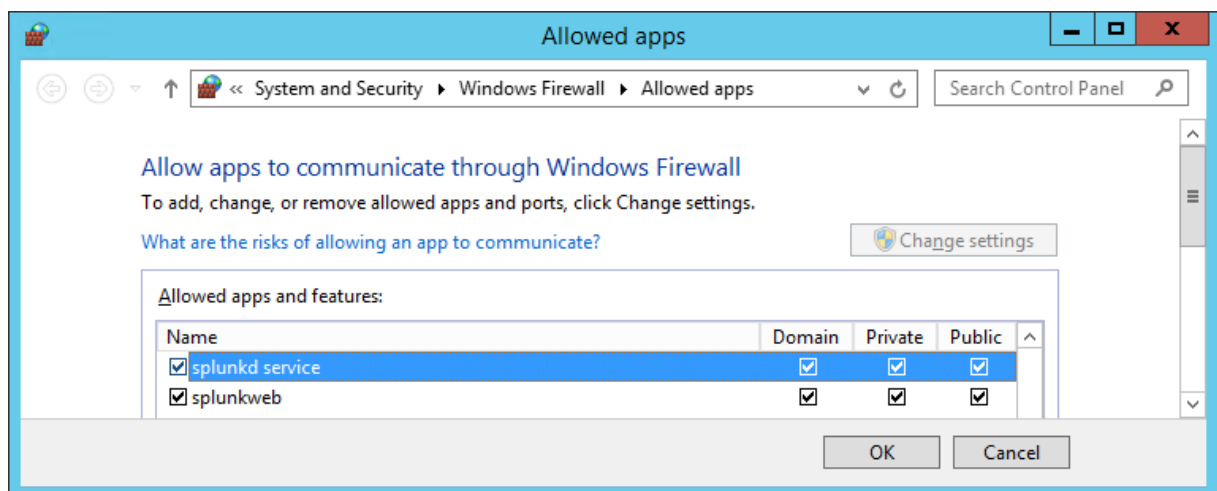 Allowed apps
« System and Security ▸ Windows Firewall ▸ Allowed apps
Search Control Panel
Allow apps to communicate through Windows Firewall
To add, change, or remove allowed apps and ports, click Change settings.
What are the risks of allowing an app to communicate?
Change settings
Allowed apps and features:
Name Domain Private Public
splunkd service
splunkweb
OK Cancel